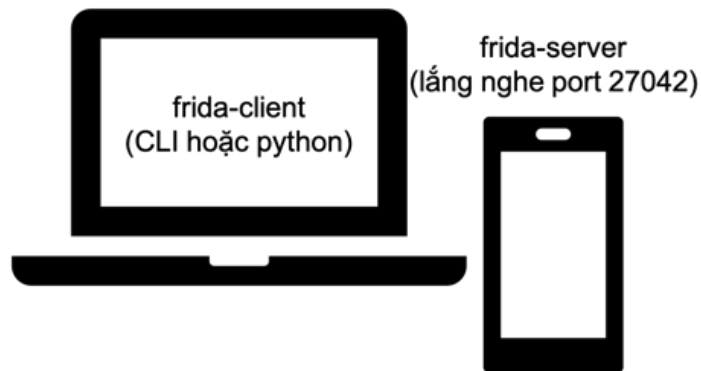 frida-client
(CLI hoặc python)
frida-server
(lắng nghe port 27042)